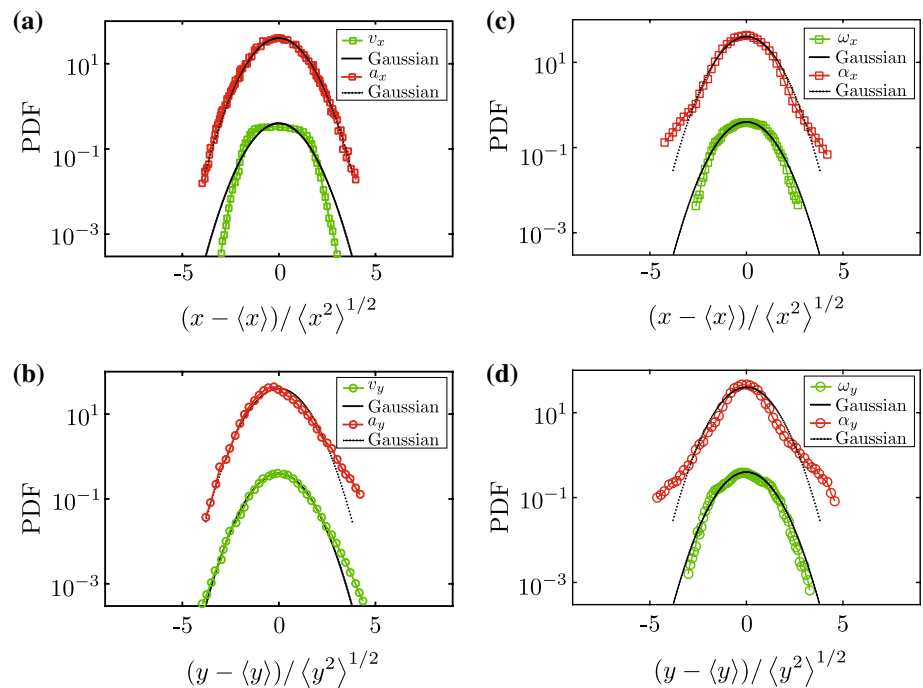 (a)
PDF
10^1
10^{-1}
10^{-3}
-5 0 5
(x − ⟨x⟩)/⟨x^2⟩^{1/2}
v_x
Gaussian
a_x
Gaussian
(c)
PDF
10^1
10^{-1}
10^{-3}
-5 0 5
(x − ⟨x⟩)/⟨x^2⟩^{1/2}
ω_x
Gaussian
α_x
Gaussian
(b)
PDF
10^1
10^{-1}
10^{-3}
-5 0 5
(y − ⟨y⟩)/⟨y^2⟩^{1/2}
v_y
Gaussian
a_y
Gaussian
(d)
PDF
10^1
10^{-1}
10^{-3}
-5 0 5
(y − ⟨y⟩)/⟨y^2⟩^{1/2}
ω_y
Gaussian
α_y
Gaussian